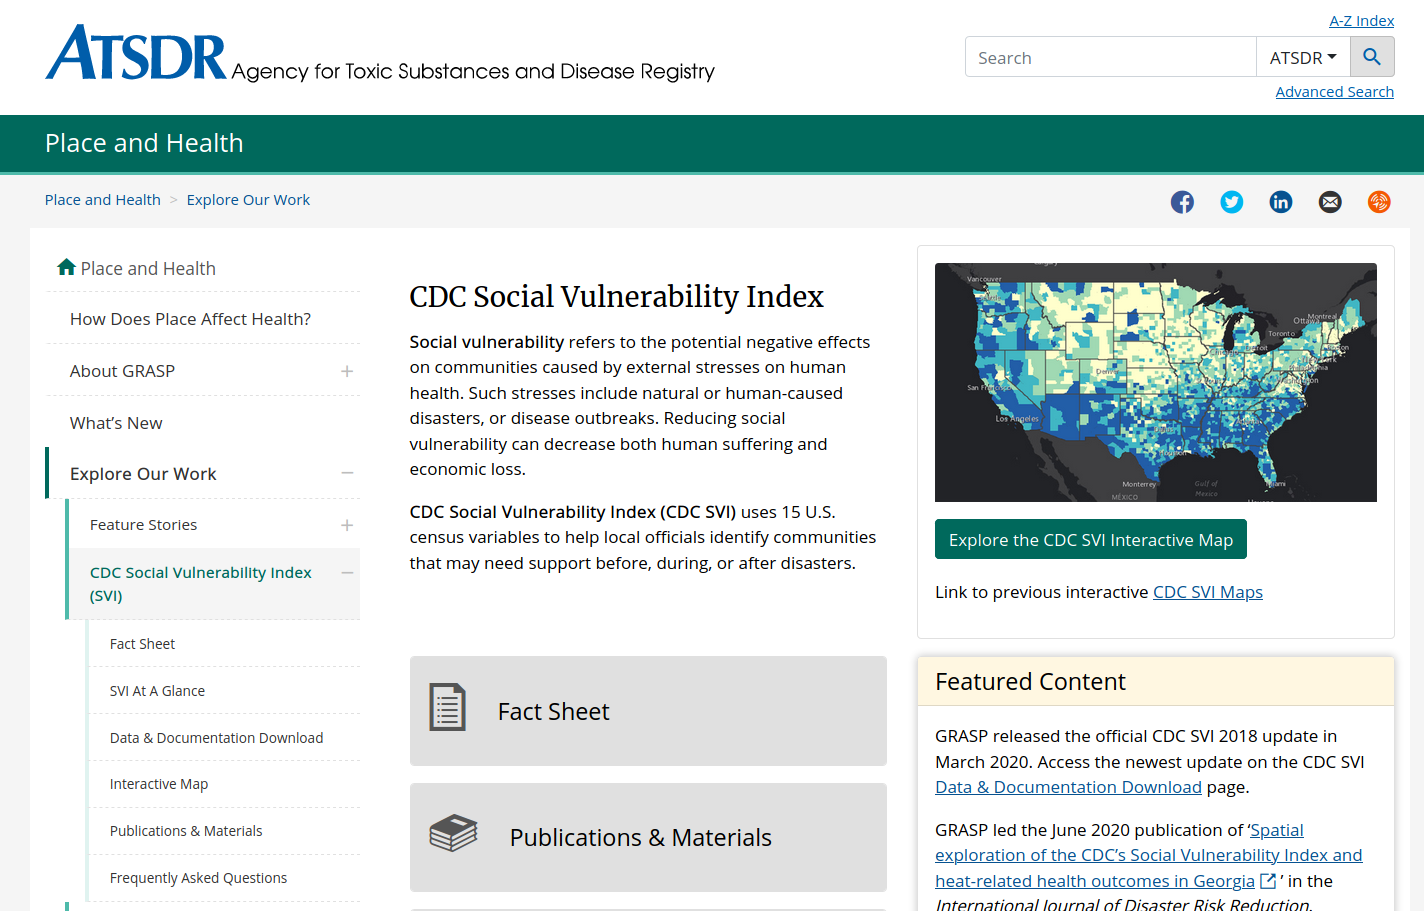 A-Z Index
ATSDR Agency for Toxic Substances and Disease Registry
Search
ATSDR
Advanced Search
Place and Health
Place and Health > Explore Our Work
Place and Health
How Does Place Affect Health?
About GRASP
What's New
Explore Our Work
Feature Stories
CDC Social Vulnerability Index
(SVI)
Fact Sheet
SVI At A Glance
Data & Documentation Download
Interactive Map
Publications & Materials
Frequently Asked Questions
CDC Social Vulnerability Index
Social vulnerability refers to the potential negative effects
on communities caused by external stresses on human
health. Such stresses include natural or human-caused
disasters, or disease outbreaks. Reducing social
vulnerability can decrease both human suffering and
economic loss.
CDC Social Vulnerability Index (CDC SVI) uses 15 U.S.
census variables to help local officials identify communities
that may need support before, during, or after disasters.
Fact Sheet
Publications & Materials
Vancouver
Montreal
Ottawa
Toronto
Denver
San Francisco
Los Angeles
Monterrey
MÉXICO
Gulf of
Mexico
Miami
Explore the CDC SVI Interactive Map
Link to previous interactive CDC SVI Maps
Featured Content
GRASP released the official CDC SVI 2018 update in
March 2020. Access the newest update on the CDC SVI
Data & Documentation Download page.
GRASP led the June 2020 publication of ‘Spatial
exploration of the CDC’s Social Vulnerability Index and
heat-related health outcomes in Georgia ’ in the
International Journal of Disaster Risk Reduction.